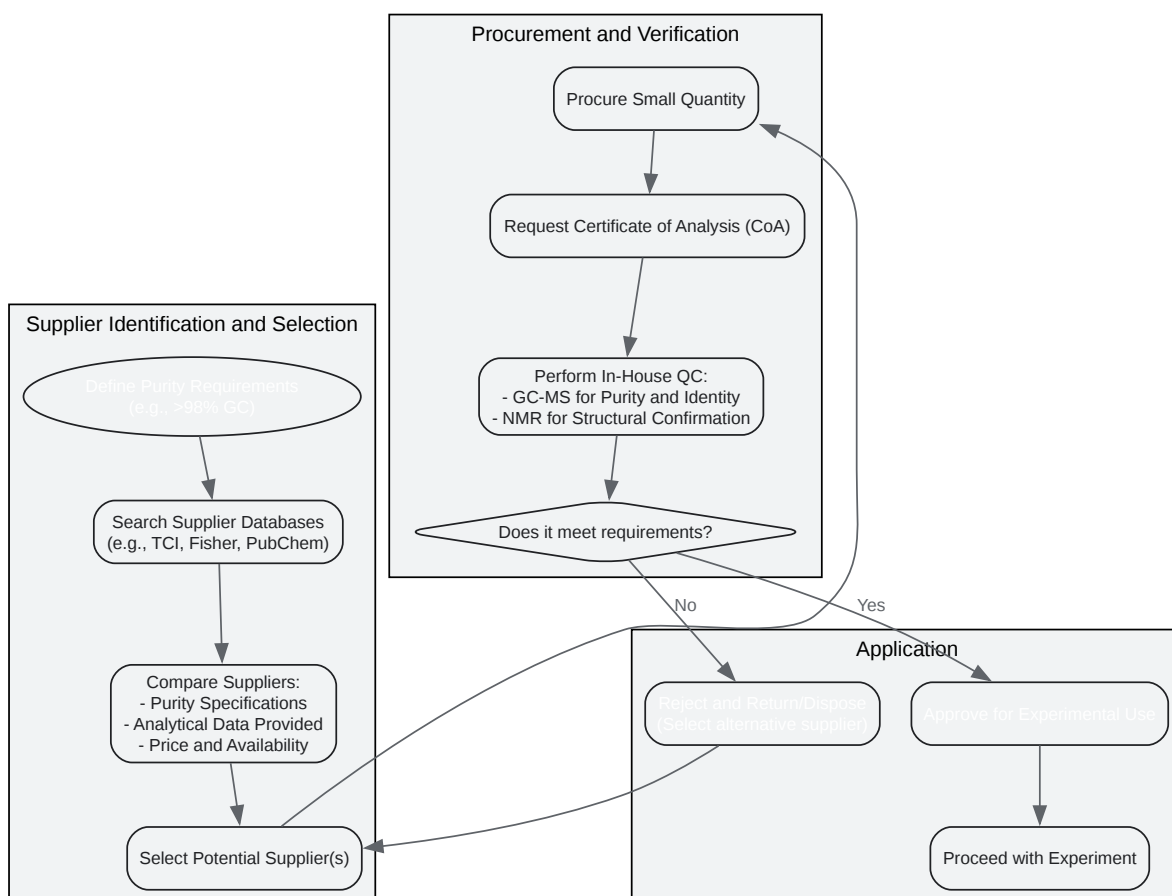 Procurement and Verification
Procure Small Quantity
Request Certificate of Analysis (CoA)
Supplier Identification and Selection
Define Purity Requirements
(e.g., >98% GC)
Perform In-House QC:
- GC-MS for Purity and Identity
- NMR for Structural Confirmation
Search Supplier Databases
(e.g., TCI, Fisher, PubChem)
Does it meet requirements?
No
Yes
Application
Compare Suppliers:
- Purity Specifications
- Analytical Data Provided
- Price and Availability
Reject and Return/Dispose
(Select alternative supplier)
Approve for Experimental Use
Select Potential Supplier(s)
Proceed with Experiment